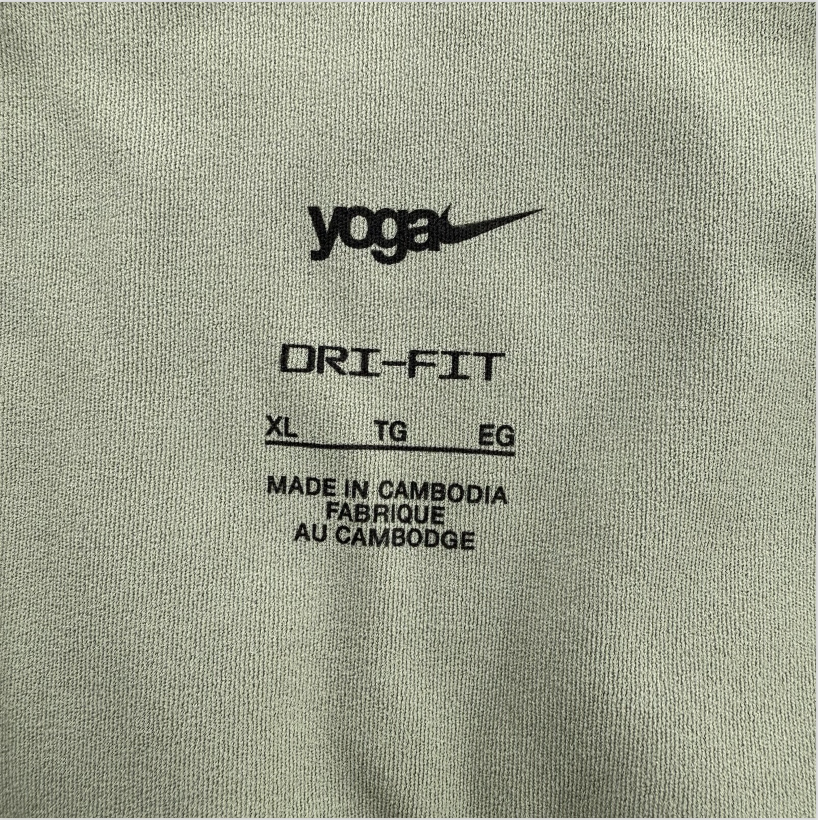 yoga
DRI-FIT
XL TG EG
MADE IN CAMBODIA
FABRIQUE
AU CAMBODGE